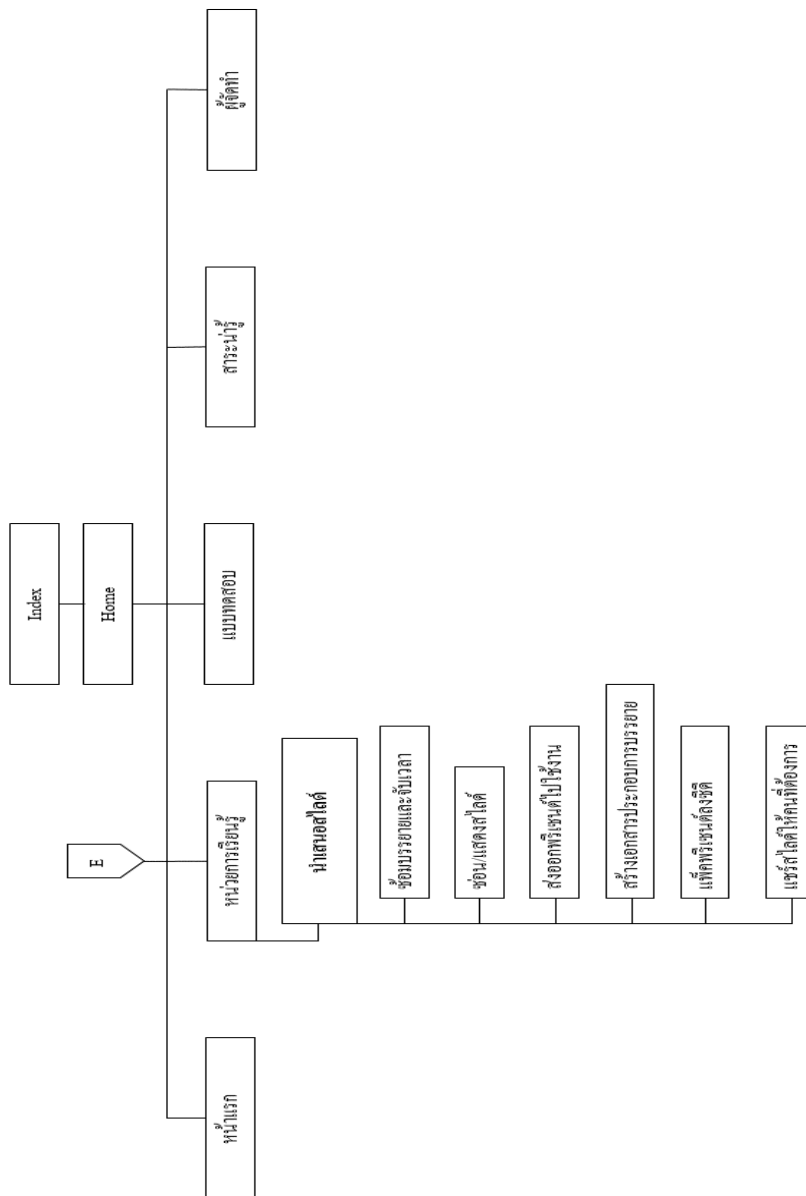 Index
Home
E
หน้าแรก
หน่วยการเรียนรู้
แบบทดสอบ
สาระน่ารู้
ผู้จัดทำ
นำเสนอสไลด์
ซ้อมบรรยายและจับเวลา
ซ่อน/แสดงสไลด์
ส่งออกพรีเซนต์ไปใช้งาน
สร้างเอกสารประกอบการบรรยาย
แพ็คพรีเซนต์ลงซีดี
แชร์สไลด์ให้คนที่ต้องการ